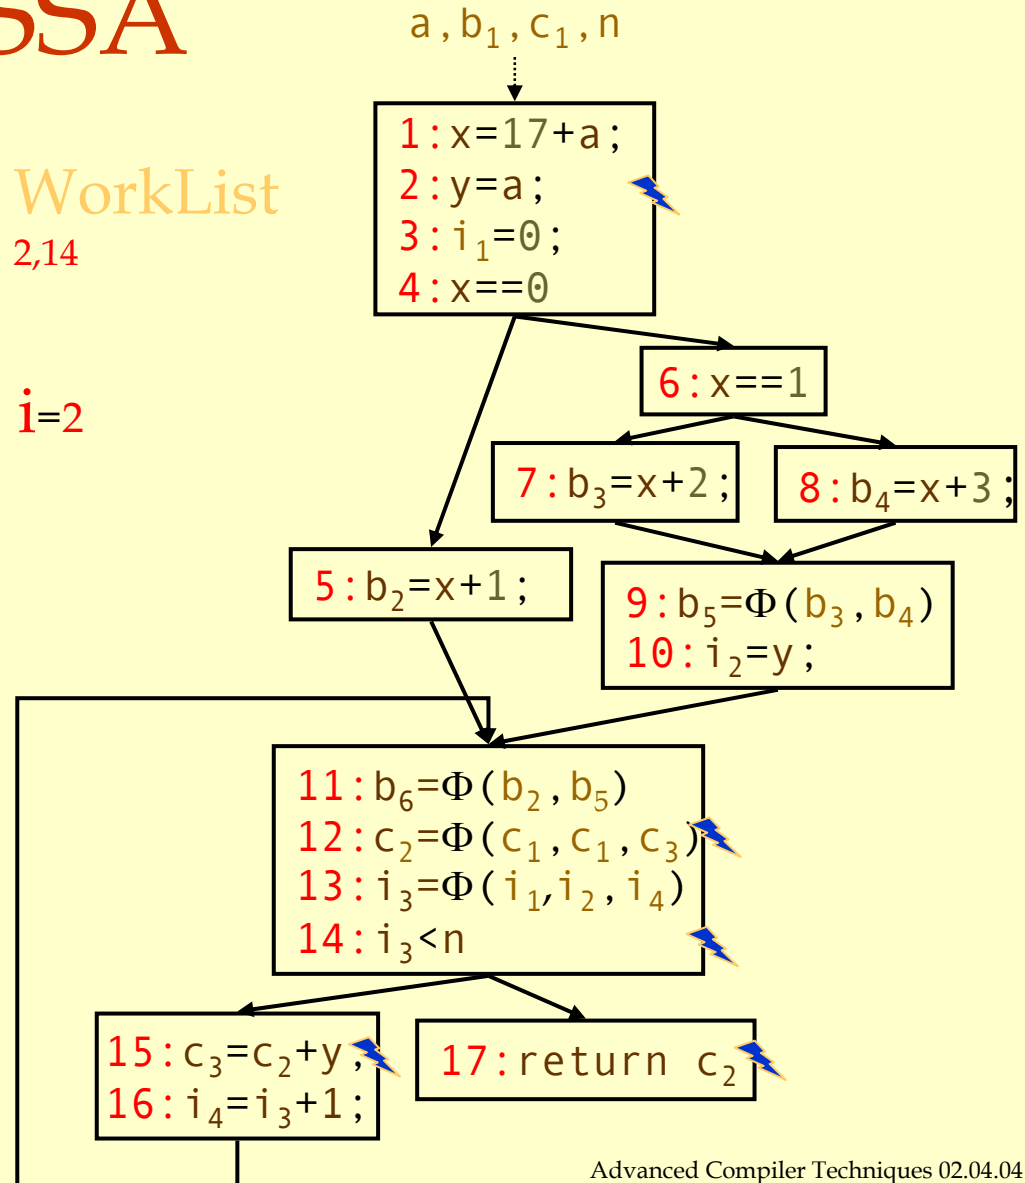 SSA
a,b₁,c₁,n
1:x=17+a;
2:y=a;
3:i₁=0;
4:x==0
WorkList
2,14
i=2
6:x==1
7:b₃=x+2;
8:b₄=x+3;
5:b₂=x+1;
9:b₅=Φ(b₃,b₄)
10:i₂=y;
11:b₆=Φ(b₂,b₅)
12:c₂=Φ(c₁,c₁,c₃)
13:i₃=Φ(i₁,i₂,i₄)
14:i₃<n
15:c₃=c₂+y;
16:i₄=i₃+1;
17:return c₂
Advanced Compiler Techniques 02.04.04